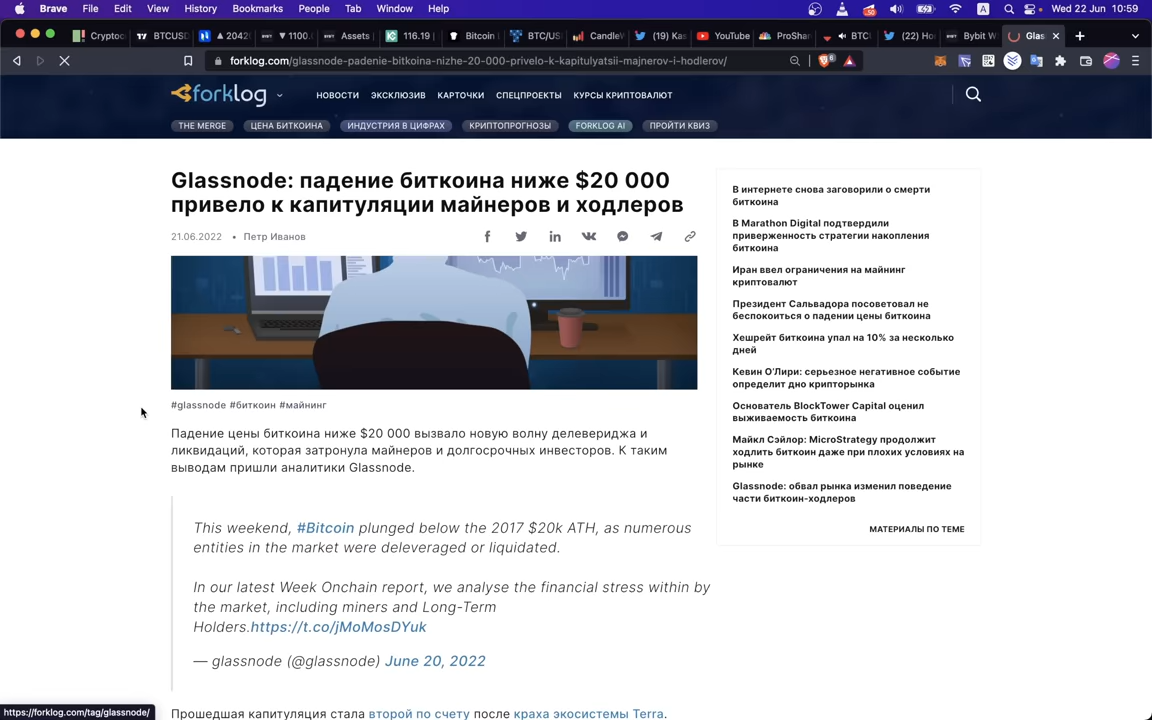 Brave File Edit View History Bookmarks People Tab Window Help A Wed 22 Jun 10:59
Cryptoc BTCUSD ▲ 2042 ▼ 1100. Assets 116.19 Bitcoin BTC/US CandleW (19) Kas YouTube ProShar BTC (22) Ho Bybit W Glas
forklog.com/glassnode-padenie-bitkoina-nizhe-20-000-privelo-k-kapitulyatsii-majnerov-i-hodlerov/
forklog НОВОСТИ ЭКСКЛЮЗИВ КАРТОЧКИ СПЕЦПРОЕКТЫ КУРСЫ КРИПТОВАЛЮТ
THE MERGE ЦЕНА БИТКОИНА ИНДУСТРИЯ В ЦИФРАХ КРИПТОПРОГНОЗЫ FORKLOG AI ПРОЙТИ КВИЗ
Glassnode: падение биткоина ниже $20 000
привело к капитуляции майнеров и ходлеров
21.06.2022 • Петр Иванов
#glassnode #биткоин #майнинг
Падение цены биткоина ниже $20 000 вызвало новую волну делевериджа и
ликвидаций, которая затронула майнеров и долгосрочных инвесторов. К таким
выводам пришли аналитики Glassnode.
This weekend, #Bitcoin plunged below the 2017 $20k ATH, as numerous
entities in the market were deleveraged or liquidated.
In our latest Week Onchain report, we analyse the financial stress within by
the market, including miners and Long-Term
Holders.https://t.co/jMoMosDYuk
— glassnode (@glassnode) June 20, 2022
Прошедшая капитуляция стала второй по счету после краха экосистемы Terra.
В интернете снова заговорили о смерти
биткоина
В Marathon Digital подтвердили
приверженность стратегии накопления
биткоина
Иран ввел ограничения на майнинг
криптовалют
Президент Сальвадора посоветовал не
беспокоиться о падении цены биткоина
Хешрейт биткоина упал на 10% за несколько
дней
Кевин О’Лири: серьезное негативное событие
определит дно крипторынка
Основатель BlockTower Capital оценил
выживаемость биткоина
Майкл Сэйлор: MicroStrategy продолжит
ходлить биткоин даже при плохих условиях на
рынке
Glassnode: обвал рынка изменил поведение
части биткоин-ходлеров
МАТЕРИАЛЫ ПО ТЕМЕ
https://forklog.com/tag/glassnode/